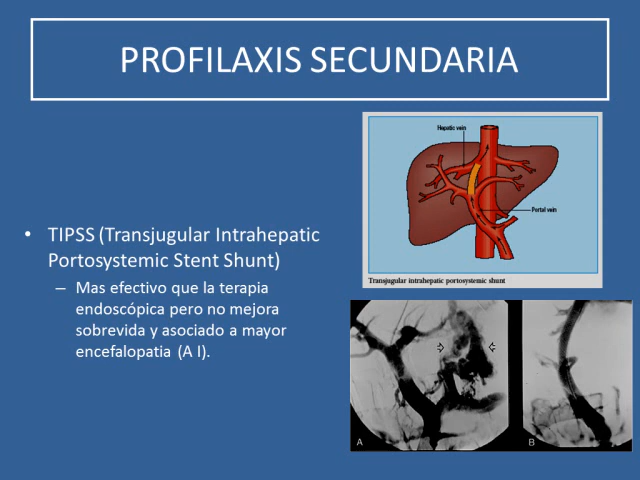 PROFILAXIS SECUNDARIA
• TIPSS (Transjugular Intrahepatic
Portosystemic Stent Shunt)
– Mas efectivo que la terapia
endoscópica pero no mejora
sobrevida y asociado a mayor
encefalopatia (A I).
Hepatic vein
Portal vein
Transjugular intrahepatic portosystemic shunt
A
B